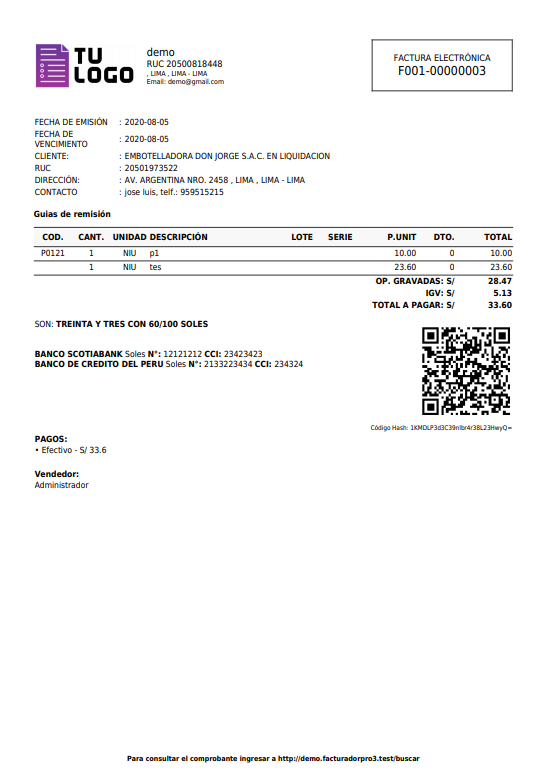 TU
LOGO
demo
RUC 20500818448
, LIMA , LIMA - LIMA
Email: demo@gmail.com
FACTURA ELECTRÓNICA
F001-00000003
FECHA DE EMISIÓN : 2020-08-05
FECHA DE VENCIMIENTO : 2020-08-05
CLIENTE: : EMBOTELLADORA DON JORGE S.A.C. EN LIQUIDACION
RUC : 20501973522
DIRECCIÓN: : AV. ARGENTINA NRO. 2458 , LIMA , LIMA - LIMA
CONTACTO : jose luis, telf.: 959515215
Guias de remisión
COD. CANT. UNIDAD DESCRIPCIÓN LOTE SERIE P.UNIT DTO. TOTAL
P0121 1 NIU p1 10.00 0 10.00
1 NIU tes 23.60 0 23.60
OP. GRAVADAS: S/ 28.47
IGV: S/ 5.13
TOTAL A PAGAR: S/ 33.60
SON: TREINTA Y TRES CON 60/100 SOLES
BANCO SCOTIABANK Soles N°: 12121212 CCI: 23423423
BANCO DE CREDITO DEL PERU Soles N°: 2133223434 CCI: 234324
Código Hash:
PAGOS:
• Efectivo - S/ 33.6
Vendedor:
Administrador
Para consultar el comprobante ingresar a http://demo.facturadorpro3.test/buscar